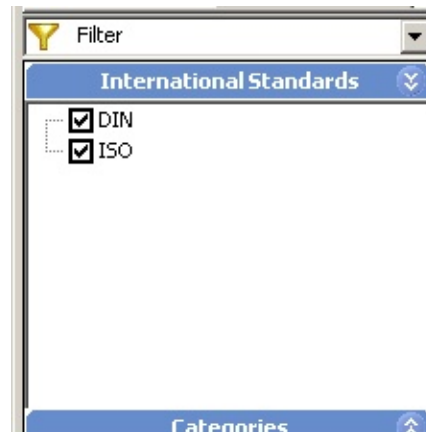 Filter
International Standards
DIN
ISO
Categories